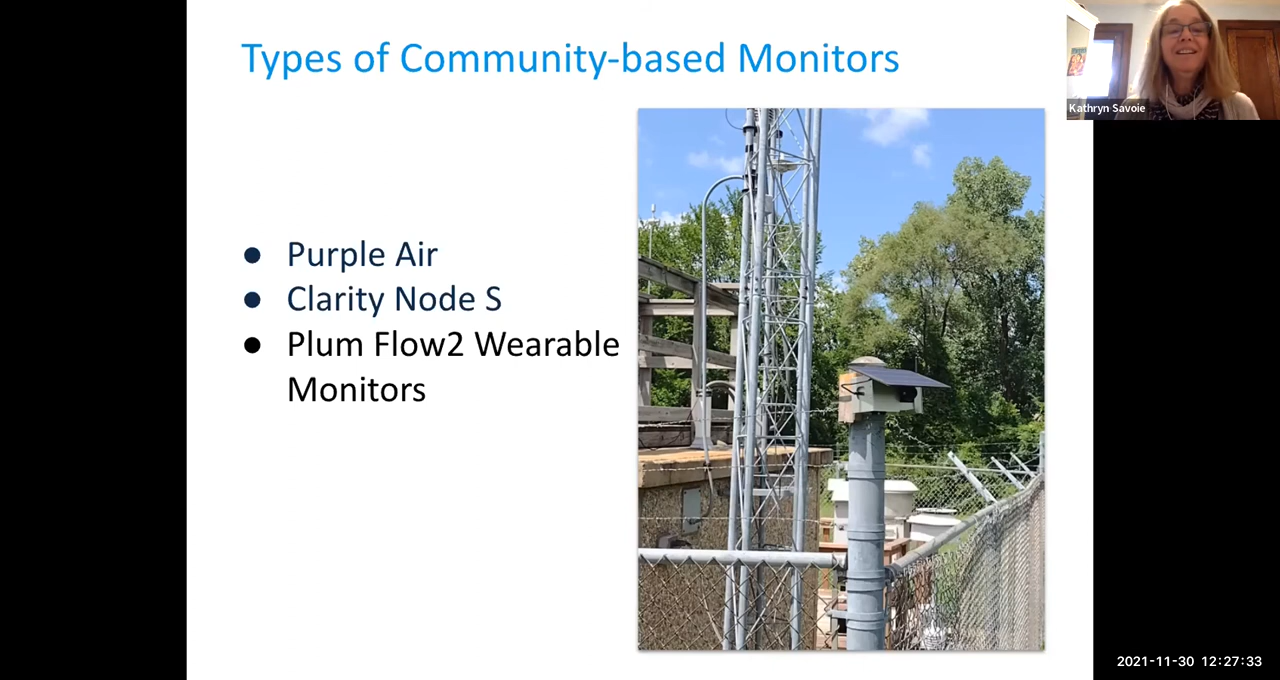 Types of Community-based Monitors
Kathryn Savoie
● Purple Air
● Clarity Node S
● Plum Flow2 Wearable
Monitors
2021-11-30 12:27:33